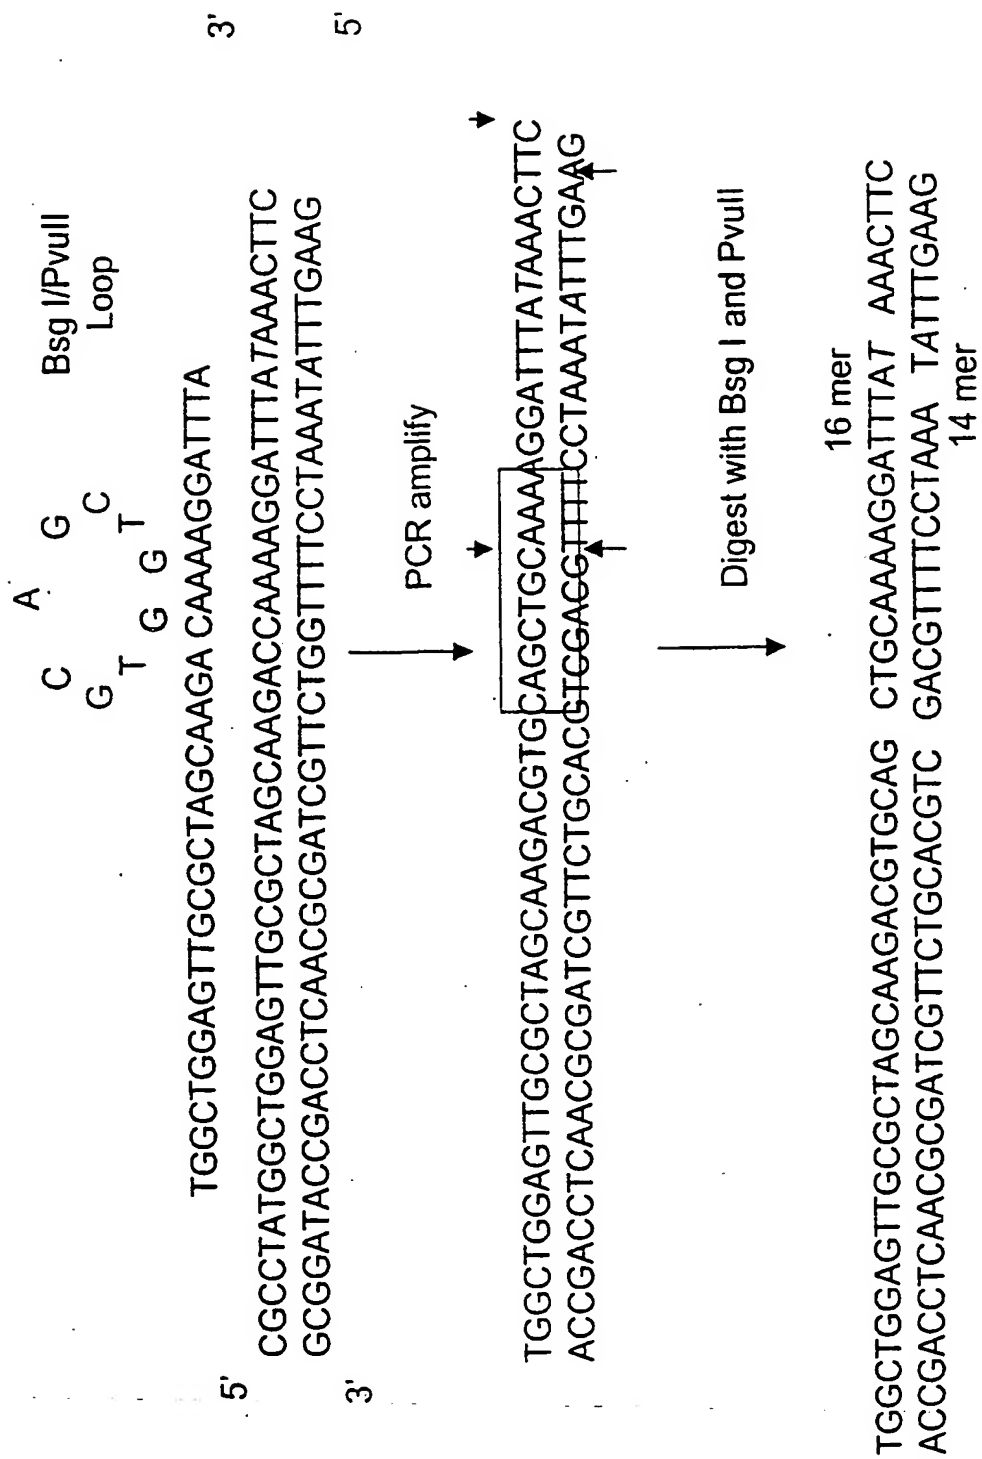 A
C G Bsg I/PvuII
G C Loop
T T
G G
TGGCTGGAGTTGCGCTAGCAAGA CAAAAGGATTTA
5' 3'
CGCCTATGGCTGGAGTTGCGCTAGCAAGACCAAAAGGATTTATAAACTTC
GCGGATACCGACCTCAACGCGATCGTTCTGGTTTTCCTAAATATTTGAAG
3' 5'
PCR amplify
TGGCTGGAGTTGCGCTAGCAAGACGTGCAGCTGCAAAAGGATTTATAAACTTC
ACCGACCTCAACGCGATCGTTCTGCACGTCGACGTTTTCCTAAATATTTGAAG
Digest with Bsg I and PvuII
16 mer
TGGCTGGAGTTGCGCTAGCAAGACGTGCAG CTGCAAAAGGATTTAT AAACTTC
ACCGACCTCAACGCGATCGTTCTGCACGTC GACGTTTTCCTAAA TATTTGAAG
14 mer